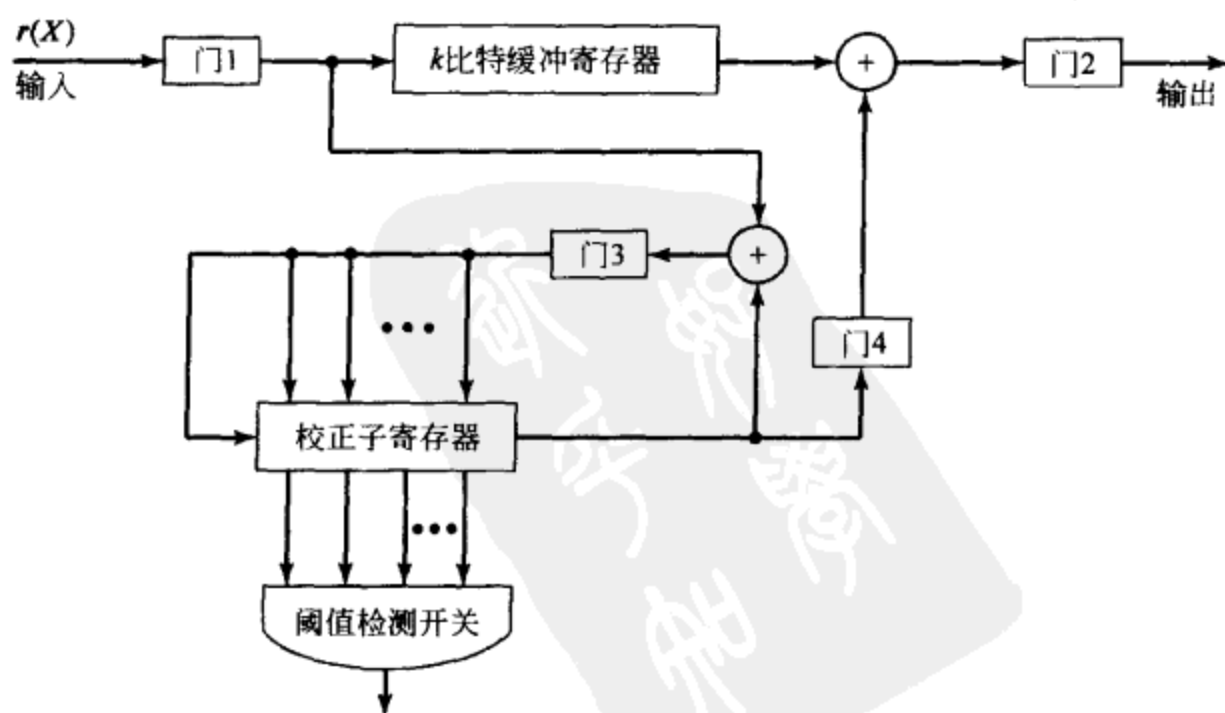 r(X)
输入
门1
k比特缓冲寄存器
+
门2
输出
门3
+
门4
校正子寄存器
阈值检测开关